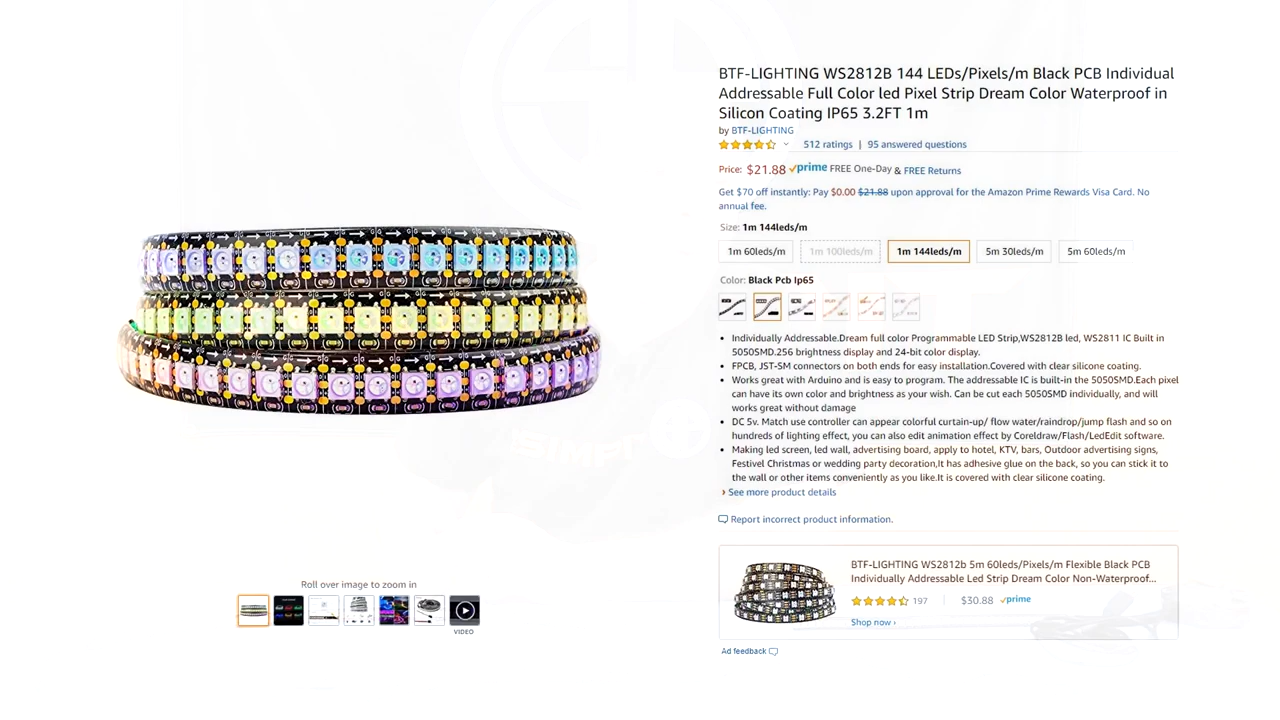 BTF-LIGHTING WS2812B 144 LEDs/Pixels/m Black PCB Individual
Addressable Full Color led Pixel Strip Dream Color Waterproof in
Silicon Coating IP65 3.2FT 1m
by BTF-LIGHTING
512 ratings | 95 answered questions
Price: $21.88 prime FREE One-Day & FREE Returns
Get $70 off instantly: Pay $0.00 $21.88 upon approval for the Amazon Prime Rewards Visa Card. No
annual fee.
Size: 1m 144leds/m
1m 60leds/m 1m 100leds/m 1m 144leds/m 5m 30leds/m 5m 60leds/m
Color: Black Pcb Ip65
• Individually Addressable.Dream full color Programmable LED Strip,WS2812B led, WS2811 IC Built in
5050SMD.256 brightness display and 24-bit color display.
• FPCB, JST-SM connectors on both ends for easy installation.Covered with clear silicone coating.
• Works great with Arduino and is easy to program. The addressable IC is built-in the 5050SMD.Each pixel
can have its own color and brightness as your wish. Can be cut each 5050SMD individually, and will
works great without damage
• DC 5v. Match use controller can appear colorful curtain-up/ flow water/raindrop/jump flash and so on
hundreds of lighting effect, you can also edit animation effect by Coreldraw/Flash/LedEdit software.
• Making led screen, led wall, advertising board, apply to hotel, KTV, bars, Outdoor advertising signs,
Festivel Christmas or wedding party decoration,It has adhesive glue on the back, so you can stick it to
the wall or other items conveniently as you like.It is covered with clear silicone coating.
› See more product details
Report incorrect product information.
BTF-LIGHTING WS2812b 5m 60leds/Pixels/m Flexible Black PCB
Individually Addressable Led Strip Dream Color Non-Waterproof...
197 $30.88 prime
Shop now ›
Ad feedback
Roll over image to zoom in
VIDEO